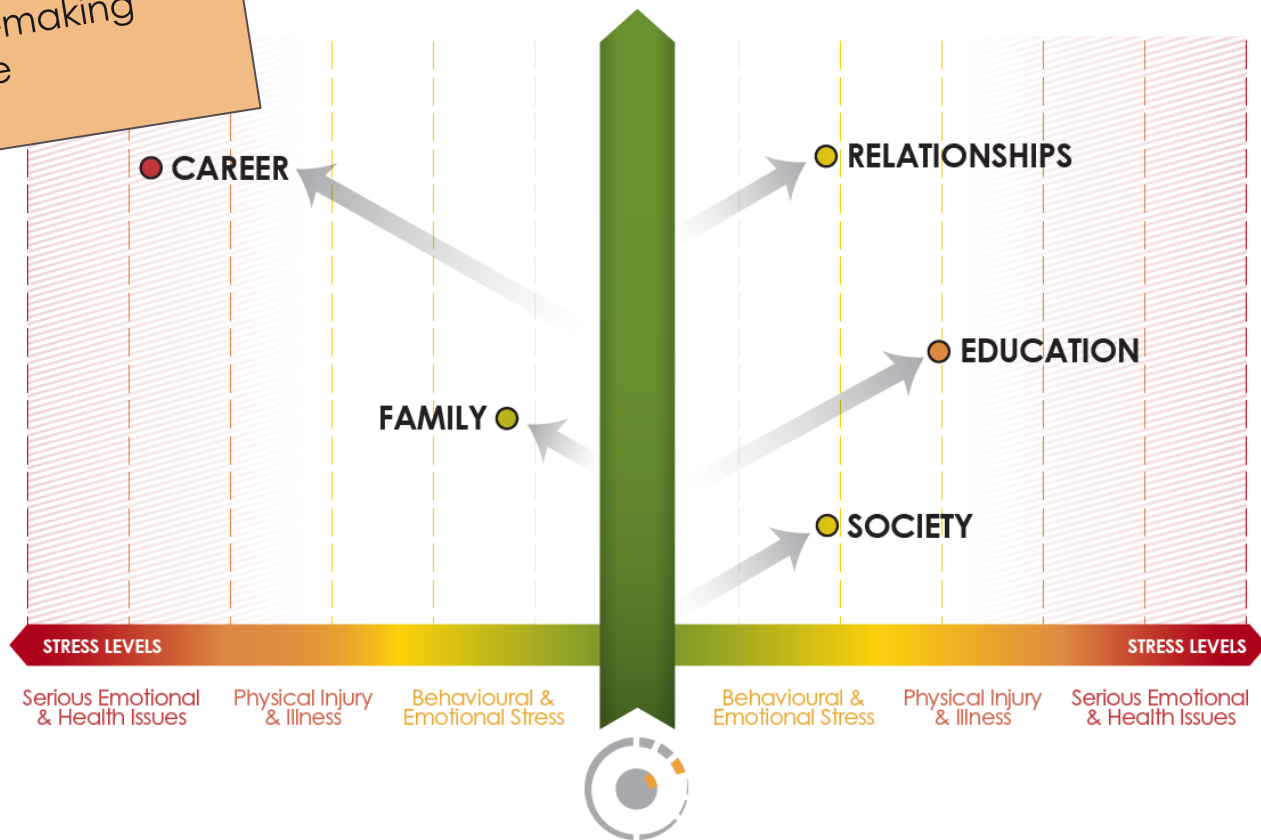 -making
e
CAREER
RELATIONSHIPS
EDUCATION
FAMILY
SOCIETY
STRESS LEVELS
STRESS LEVELS
Serious Emotional
& Health Issues
Physical Injury
& Illness
Behavioural &
Emotional Stress
Behavioural &
Emotional Stress
Physical Injury
& Illness
Serious Emotional
& Health Issues